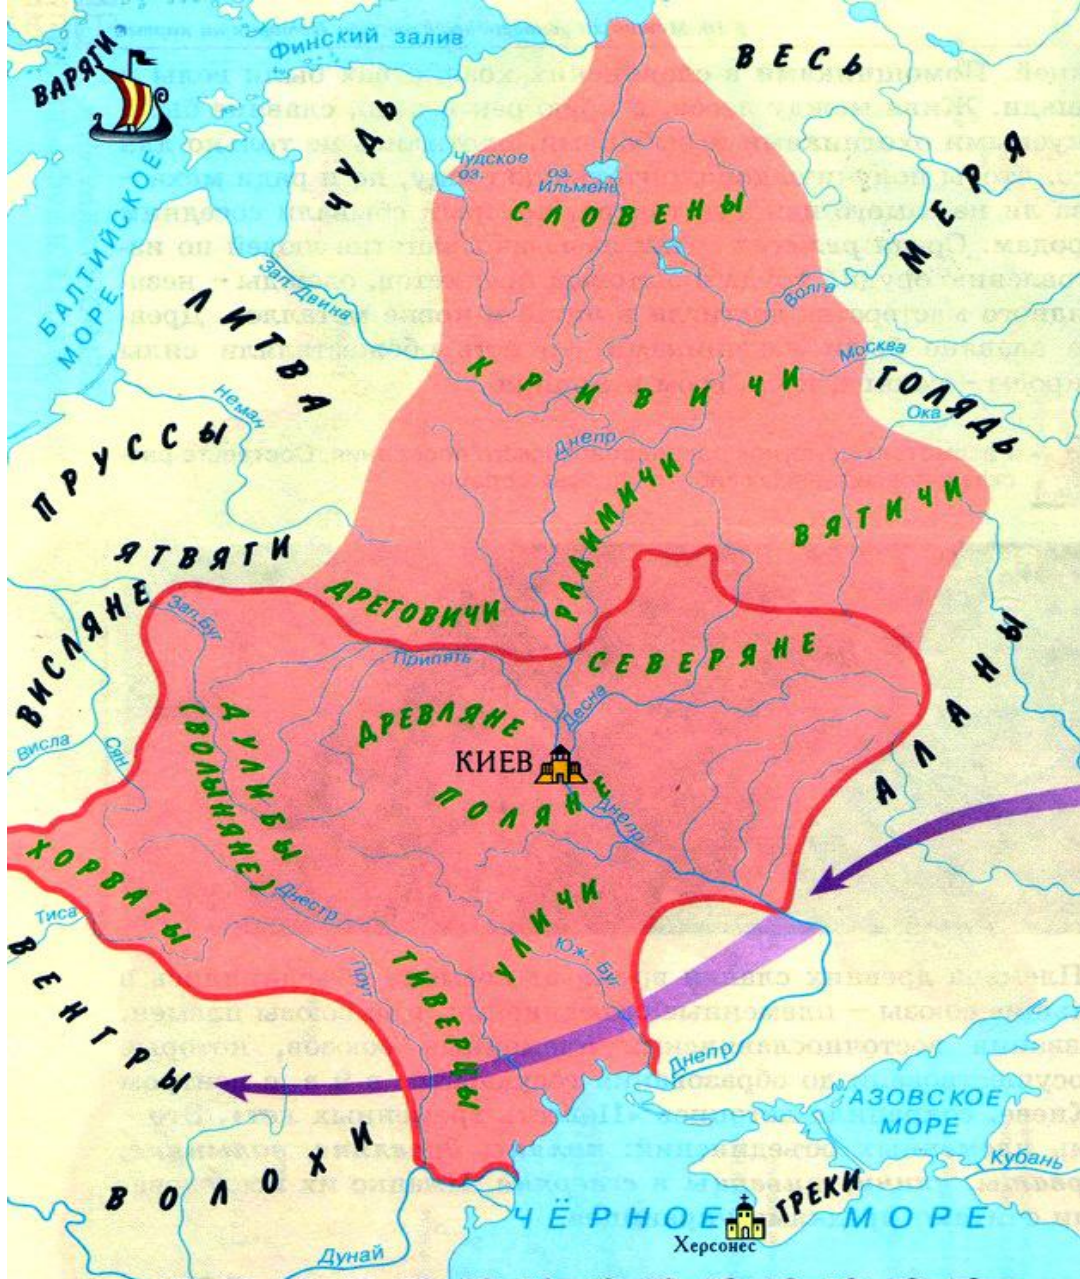 Финский залив
ВАРЯГИ
ВЕСЬ
ЧУДЬ
Чудское
оз.
оз.
Ильмень
МЕРЯ
СЛОВЕНЫ
БАЛТИЙСКОЕ
МОРЕ
Зап. Двина
Волга
ЛИТВА
Москва
КРИВИЧИ
ГОЛЯДЬ
Неман
Ока
ПРУССЫ
Днепр
РАДИМИЧИ
ВЯТИЧИ
ЯТВЯГИ
ДРЕГОВИЧИ
ВИСЛЯНЕ
Зап. Буг
АЛАНЫ
Припять
СЕВЕРЯНЕ
Десна
Висла
Сян
ДУЛИБЫ
(ВОЛЫНЯНЕ)
ДРЕВЛЯНЕ
КИЕВ
ПОЛЯНЕ
Днепр
ХОРВАТЫ
Днестр
Тиса
УЛИЧИ
ВЕНГРЫ
Прут
ТИВЕРЦЫ
Юж. Буг
Днепр
АЗОВСКОЕ
МОРЕ
Кубань
ВОЛОХИ
ГРЕКИ
ЧЁРНОЕ МОРЕ
Херсонес
Дунай